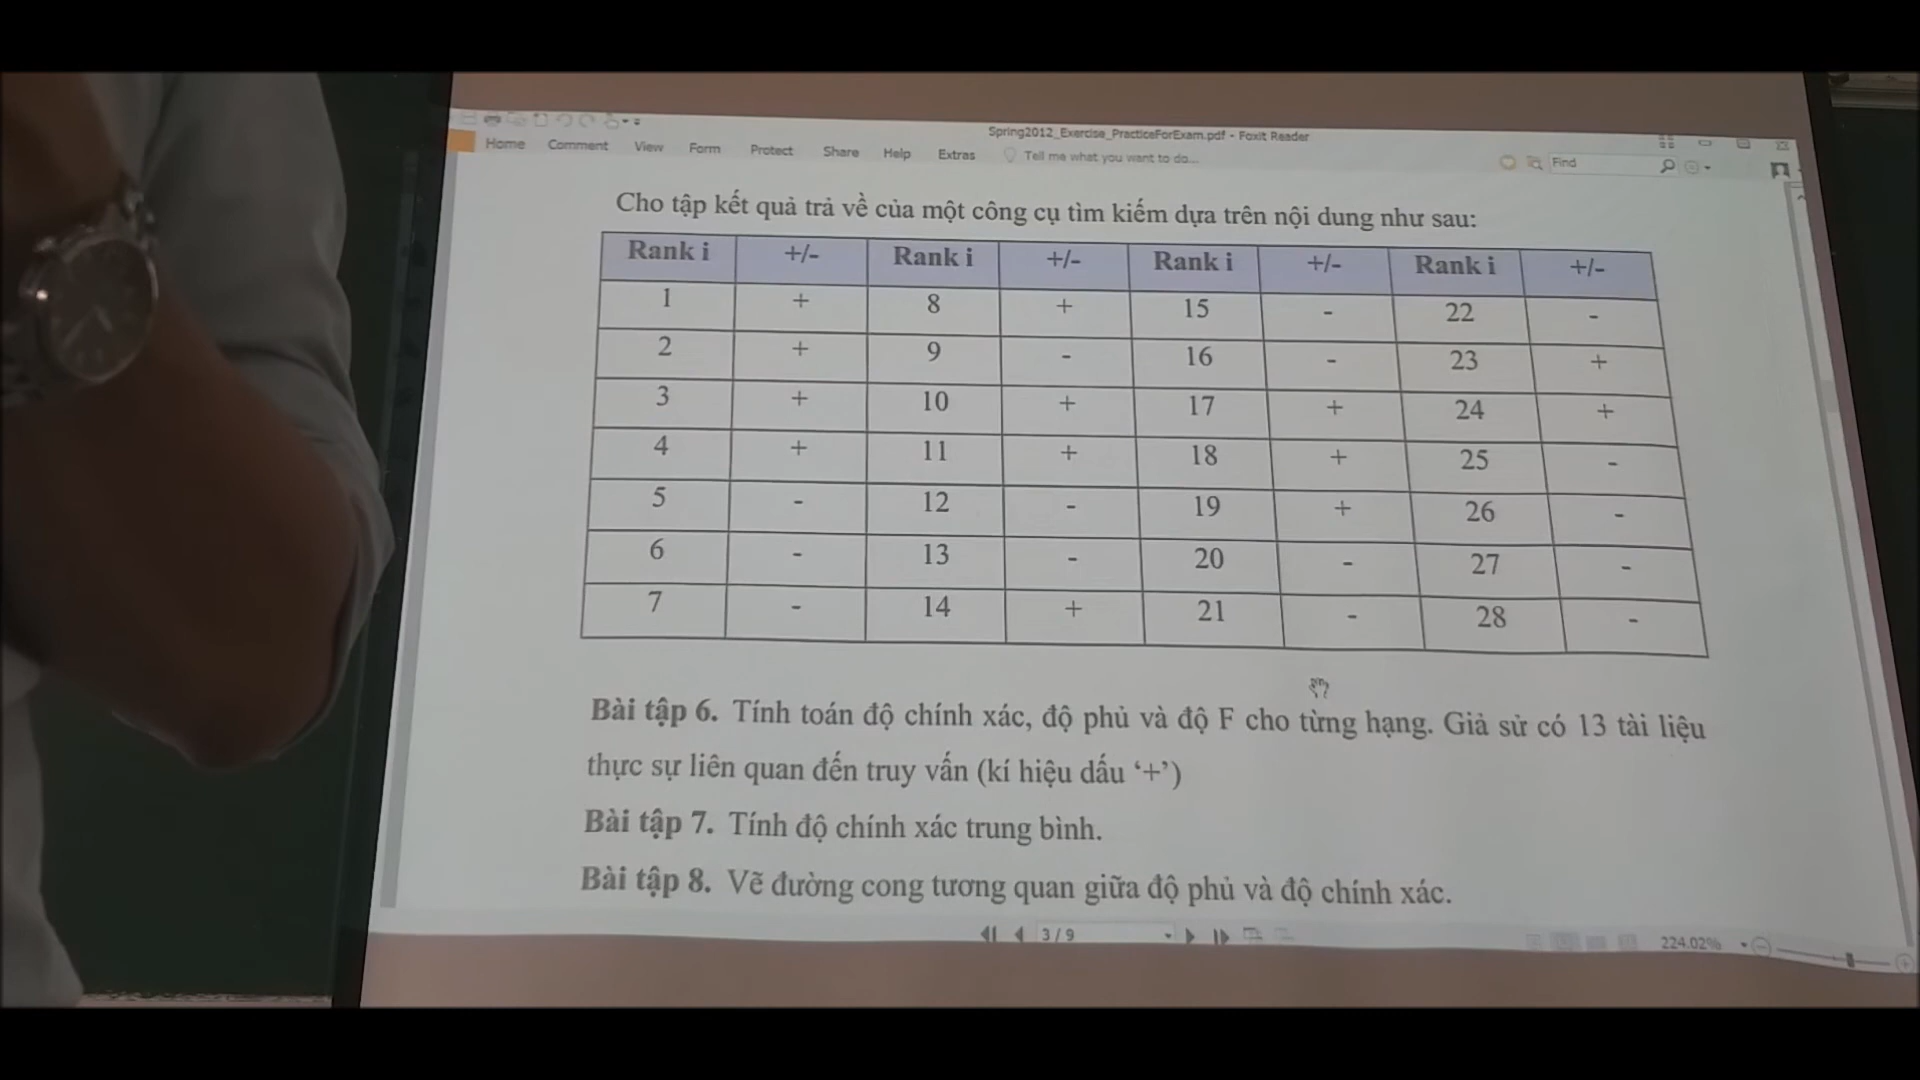 Spring2012_Exercise_PracticeForExam.pdf - Foxit Reader
Home Comment View Form Protect Share Help Extras Tell me what you want to do... Find
Cho tập kết quả trả về của một công cụ tìm kiếm dựa trên nội dung như sau:
Rank i +/- Rank i +/- Rank i +/- Rank i +/-
1 + 8 + 15 - 22 -
2 + 9 - 16 - 23 +
3 + 10 + 17 + 24 +
4 + 11 + 18 + 25 -
5 - 12 - 19 + 26 -
6 - 13 - 20 - 27 -
7 - 14 + 21 - 28 -
Bài tập 6. Tính toán độ chính xác, độ phủ và độ F cho từng hạng. Giả sử có 13 tài liệu
thực sự liên quan đến truy vấn (kí hiệu dấu ‘+’)
Bài tập 7. Tính độ chính xác trung bình.
Bài tập 8. Vẽ đường cong tương quan giữa độ phủ và độ chính xác.
3 / 9 224.02%